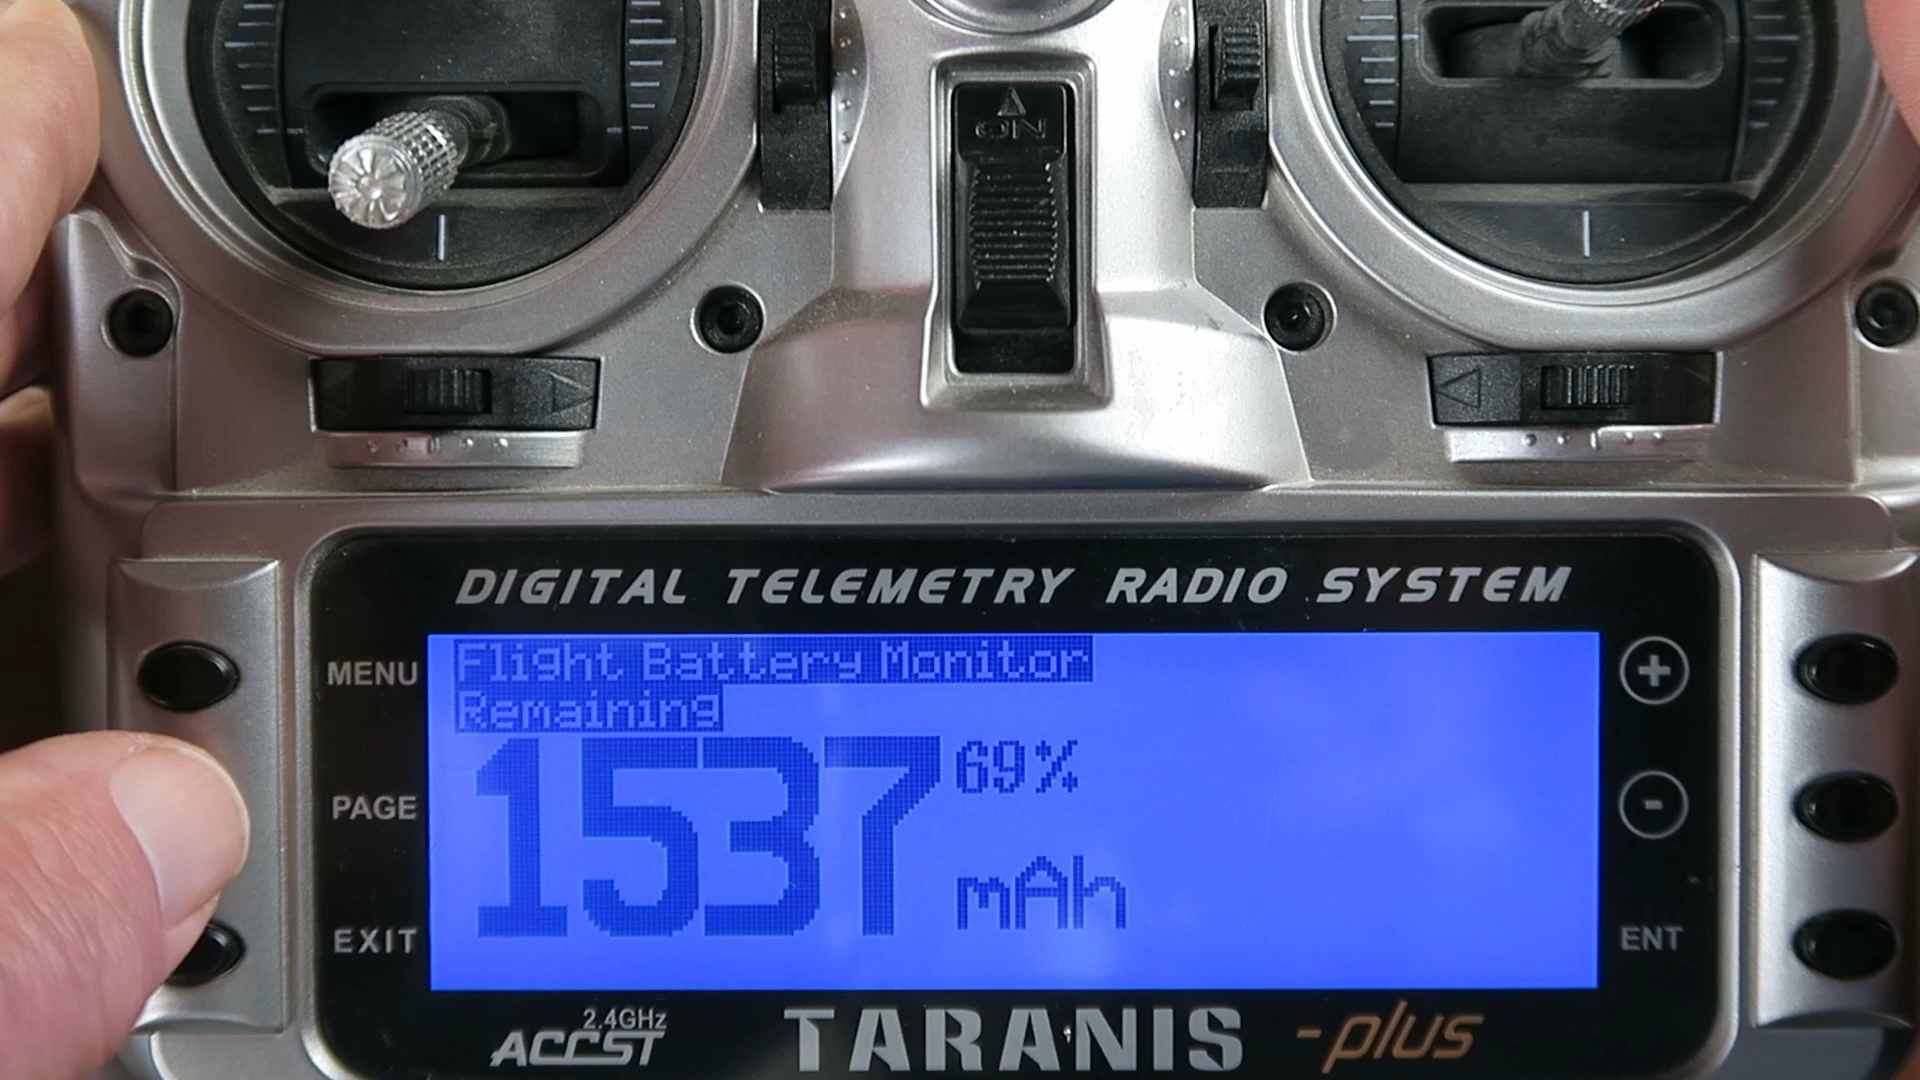 ON
DIGITAL TELEMETRY RADIO SYSTEM
MENU
PAGE
EXIT
Flight Battery Monitor
Remaining
1537 69%
mAh
+
-
ENT
2.4GHz
ACCST
TARANIS -plus